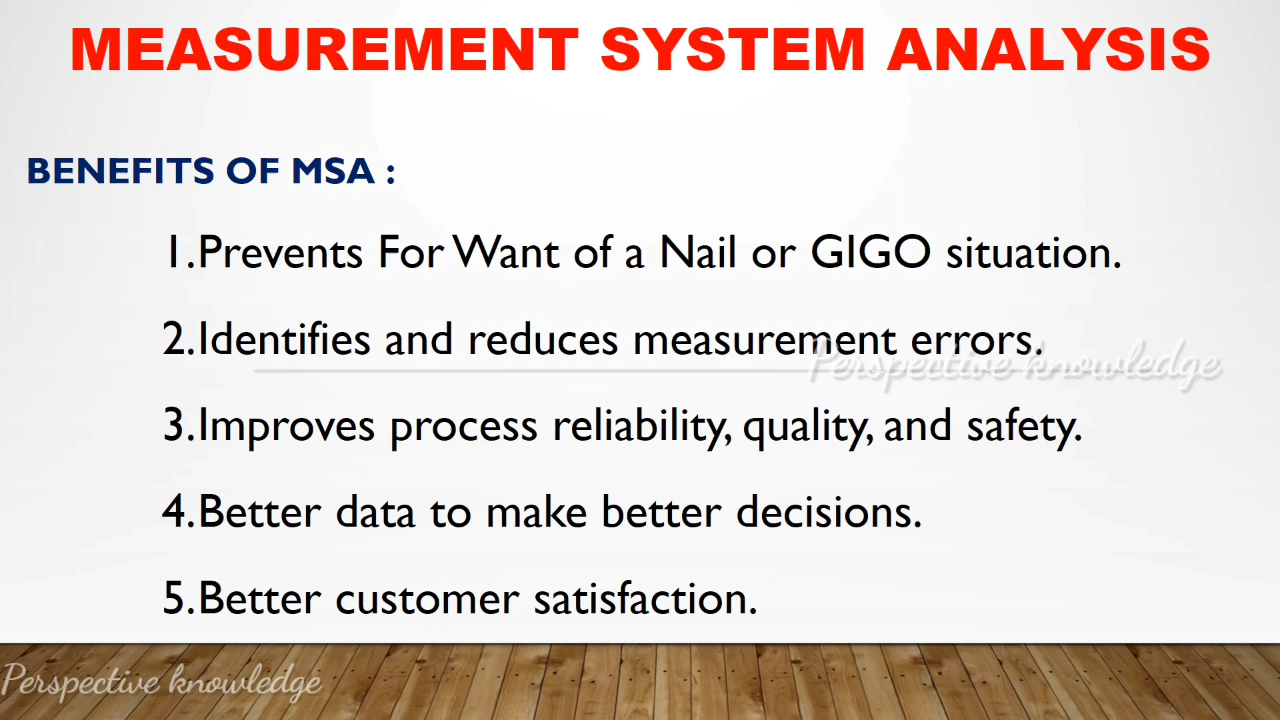 MEASUREMENT SYSTEM ANALYSIS
BENEFITS OF MSA :
1.Prevents For Want of a Nail or GIGO situation.
2.Identifies and reduces measurement errors.
Perspective knowledge
3.Improves process reliability, quality, and safety.
4.Better data to make better decisions.
5.Better customer satisfaction.
Perspective knowledge